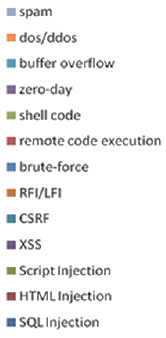 spam
dos/ddos
buffer overflow
zero-day
shell code
remote code execution
brute-force
RFI/LFI
CSRF
XSS
Script Injection
HTML Injection
SQL Injection